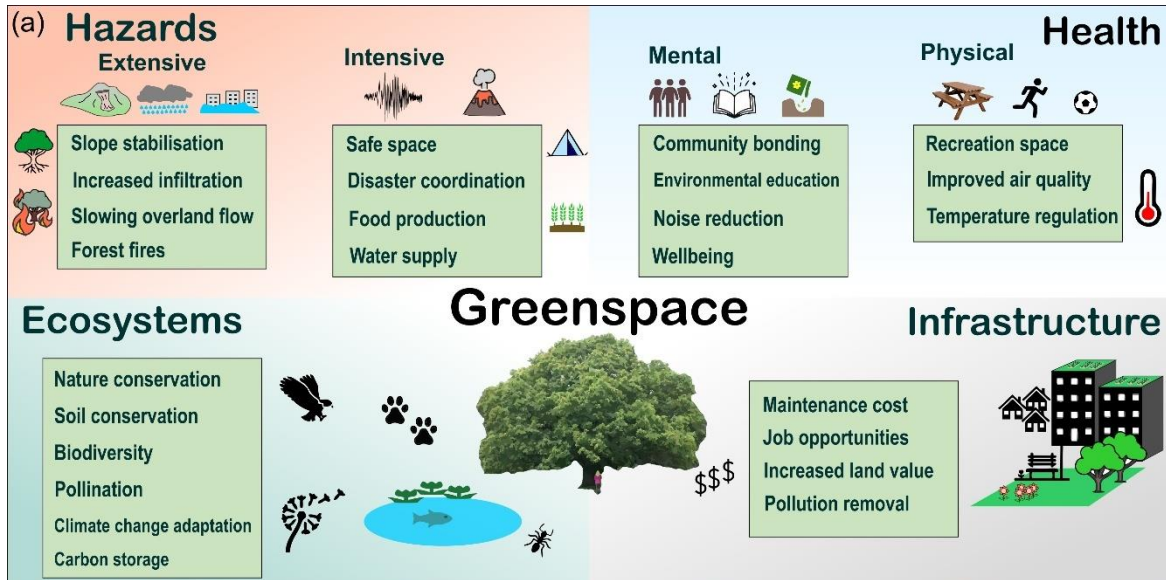 (a)
Hazards
Extensive
Slope stabilisation
Increased infiltration
Slowing overland flow
Forest fires
Intensive
Safe space
Disaster coordination
Food production
Water supply
Health
Mental
Community bonding
Environmental education
Noise reduction
Wellbeing
Physical
Recreation space
Improved air quality
Temperature regulation
Greenspace
Ecosystems
Nature conservation
Soil conservation
Biodiversity
Pollination
Climate change adaptation
Carbon storage
$$$
Infrastructure
Maintenance cost
Job opportunities
Increased land value
Pollution removal